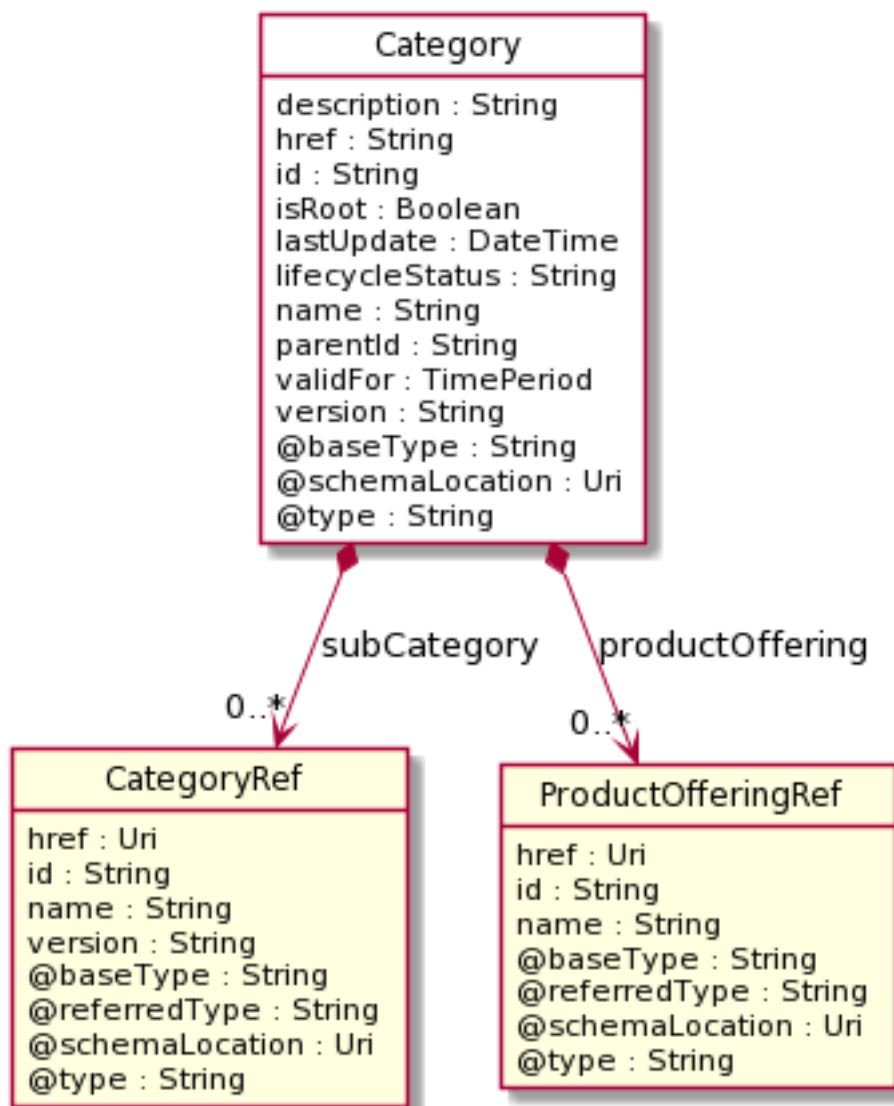 Category
description : String
href : String
id : String
isRoot : Boolean
lastUpdate : DateTime
lifecycleStatus : String
name : String
parentId : String
validFor : TimePeriod
version : String
@baseType : String
@schemaLocation : Uri
@type : String
subCategory
productOffering
0..*
0..*
CategoryRef
href : Uri
id : String
name : String
version : String
@baseType : String
@referredType : String
@schemaLocation : Uri
@type : String
ProductOfferingRef
href : Uri
id : String
name : String
@baseType : String
@referredType : String
@schemaLocation : Uri
@type : String